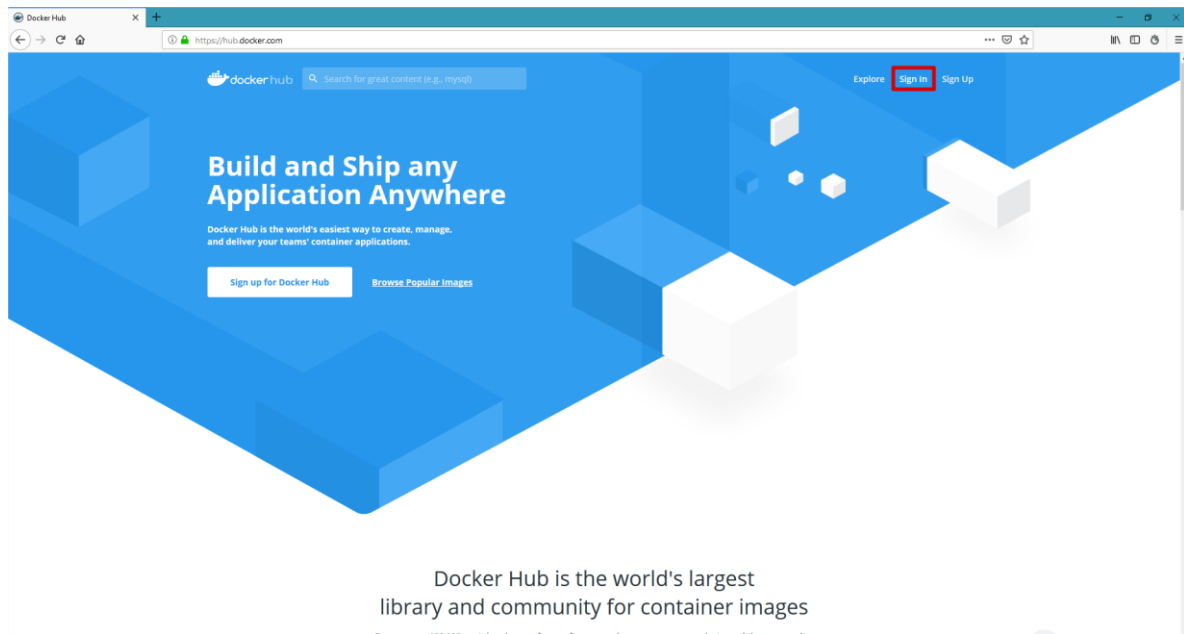 Docker Hub
https://hub.docker.com
dockerhub
Search for great content (e.g., mysql)
Explore
Sign In
Sign Up
Build and Ship any
Application Anywhere
Docker Hub is the world's easiest way to create, manage,
and deliver your teams' container applications.
Sign up for Docker Hub
Browse Popular Images
Docker Hub is the world's largest
library and community for container images